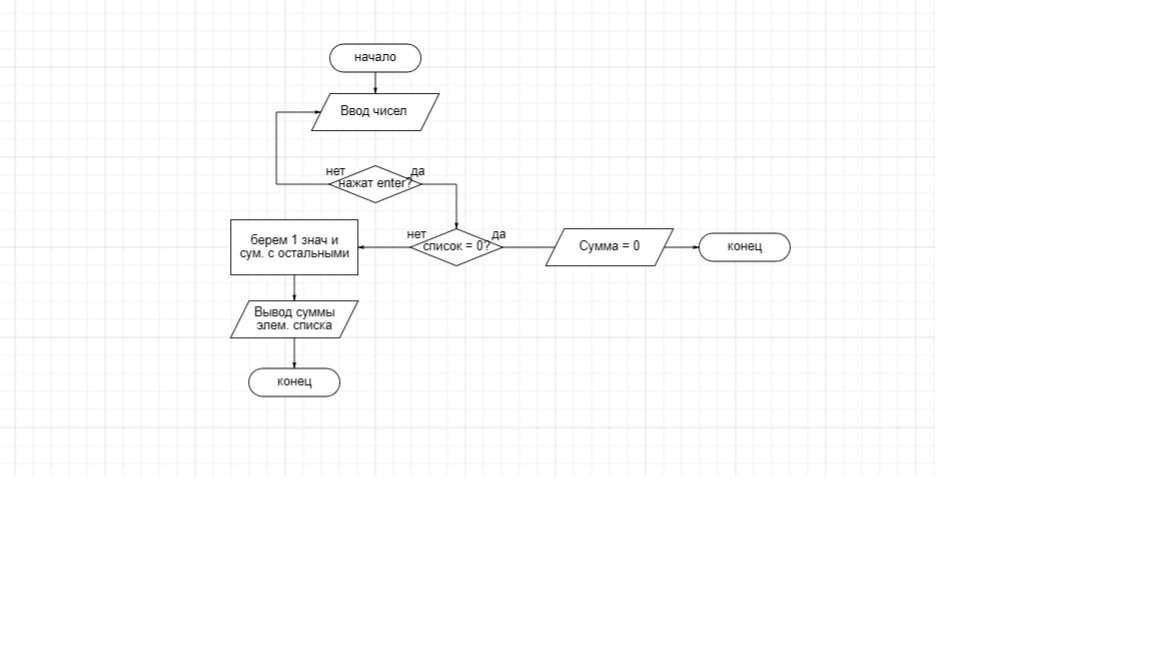 начало
Ввод чисел
нет
да
нажат enter?
нет
да
берем 1 знач и
сум. с остальными
список = 0?
Сумма = 0
конец
Вывод суммы
элем. списка
конец